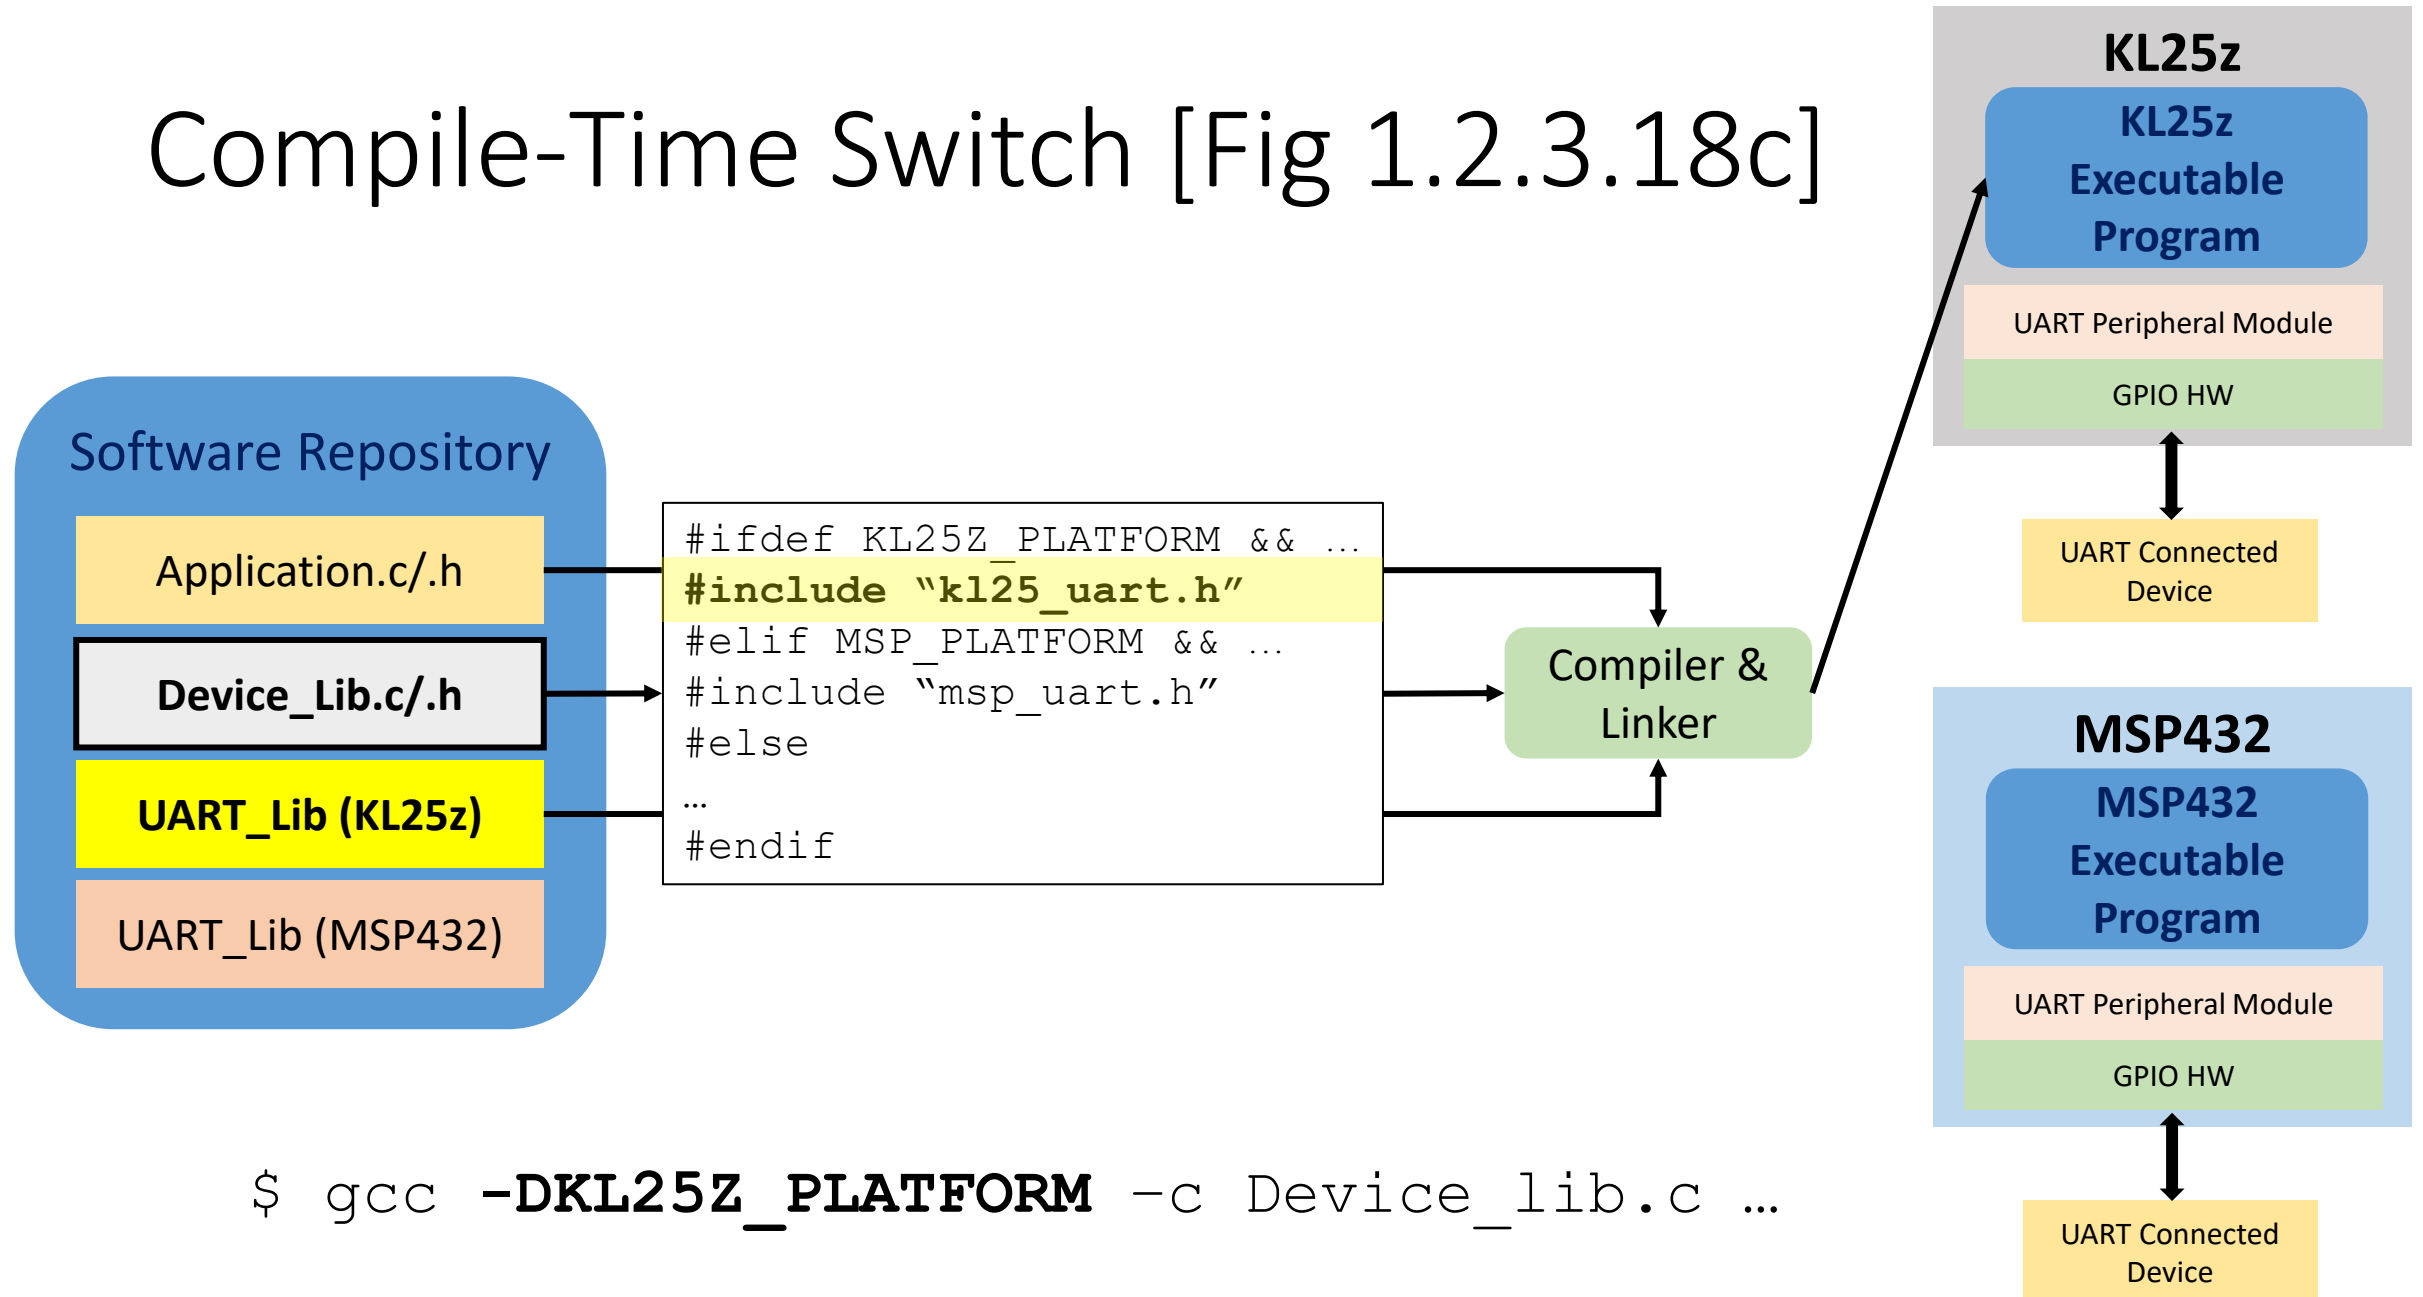 Compile-Time Switch [Fig 1.2.3.18c]
Software Repository
Application.c/.h
Device_Lib.c/.h
UART_Lib (KL25z)
UART_Lib (MSP432)
#ifdef KL25Z_PLATFORM && …
#include “kl25_uart.h”
#elif MSP_PLATFORM && …
#include “msp_uart.h”
#else
…
#endif
Compiler &
Linker
KL25z
KL25z
Executable
Program
UART Peripheral Module
GPIO HW
UART Connected
Device
MSP432
MSP432
Executable
Program
UART Peripheral Module
GPIO HW
UART Connected
Device
$ gcc –DKL25Z_PLATFORM –c Device_lib.c …